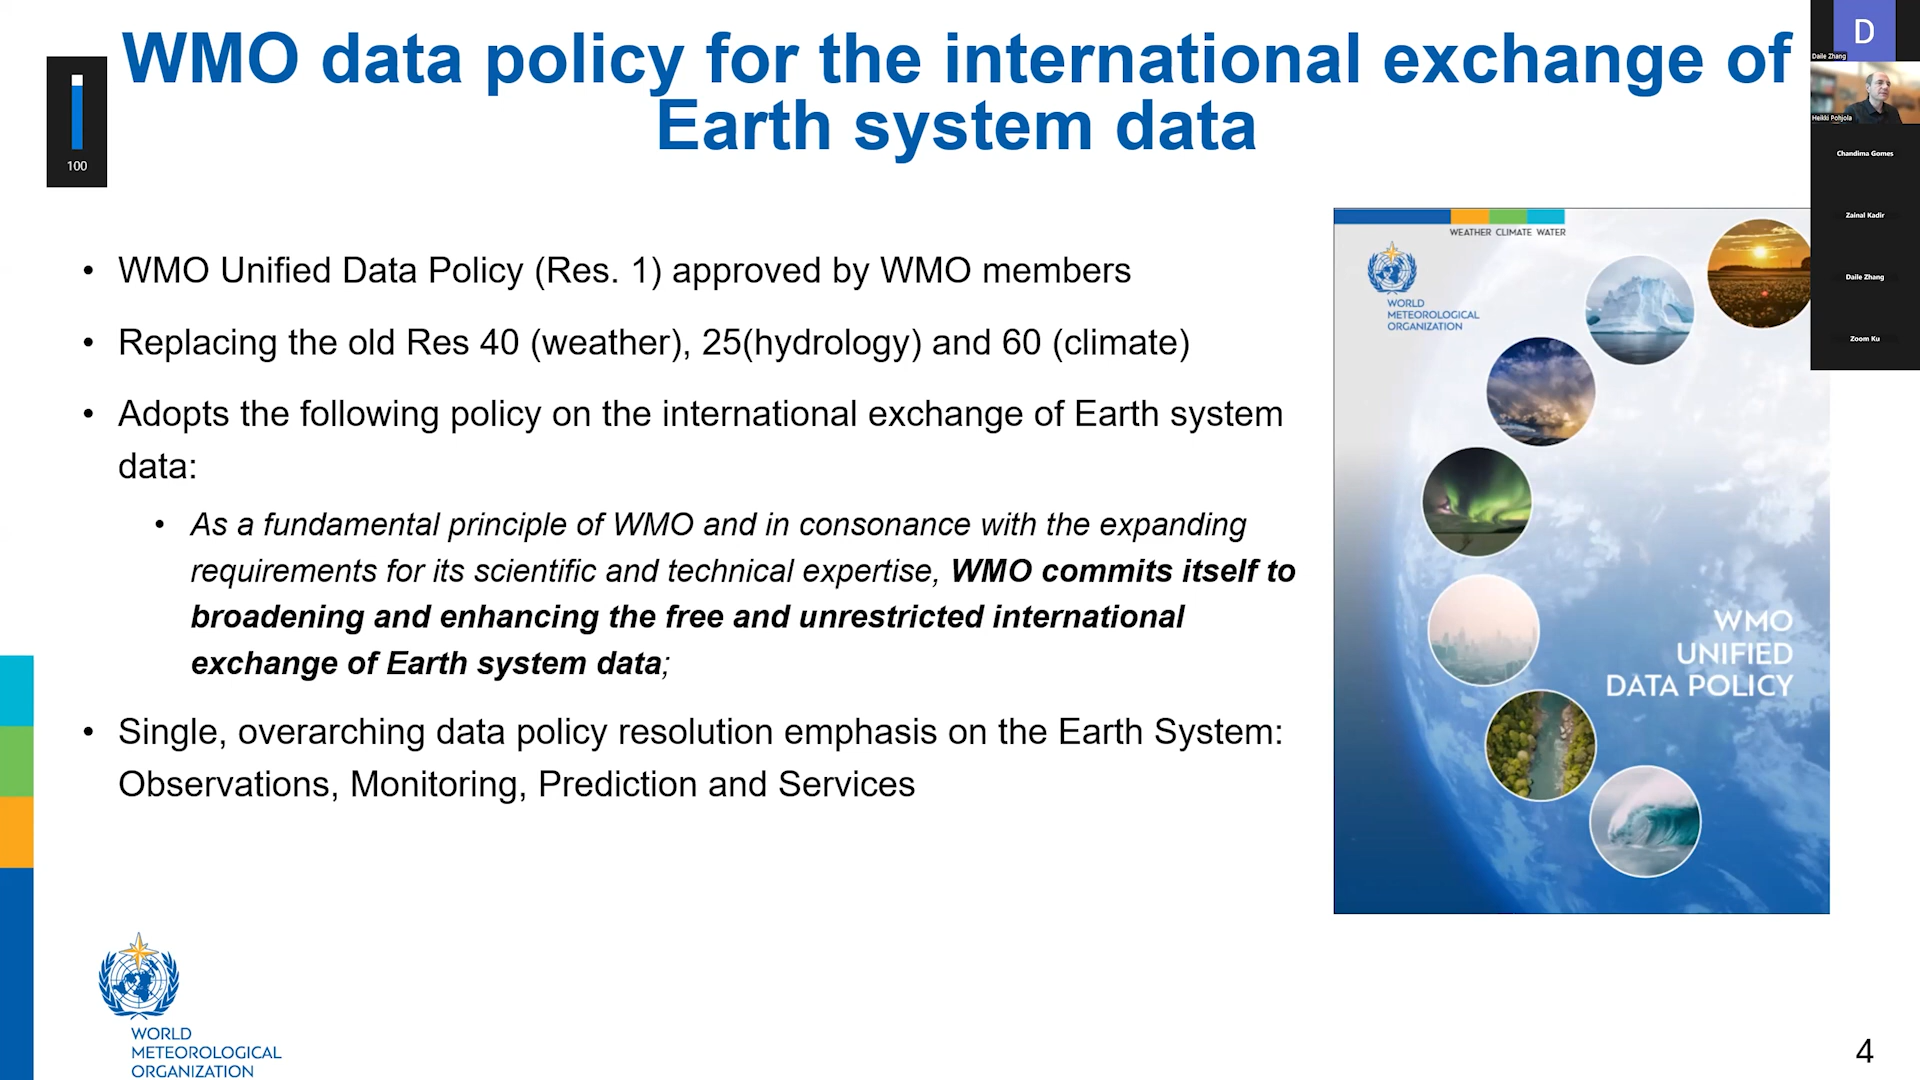 WMO data policy for the international exchange of
Earth system data
100
• WMO Unified Data Policy (Res. 1) approved by WMO members
• Replacing the old Res 40 (weather), 25(hydrology) and 60 (climate)
• Adopts the following policy on the international exchange of Earth system
data:
• As a fundamental principle of WMO and in consonance with the expanding
requirements for its scientific and technical expertise, WMO commits itself to
broadening and enhancing the free and unrestricted international
exchange of Earth system data;
• Single, overarching data policy resolution emphasis on the Earth System:
Observations, Monitoring, Prediction and Services
WEATHER CLIMATE WATER
WORLD
METEOROLOGICAL
ORGANIZATION
WMO
UNIFIED
DATA POLICY
D
Daile Zhang
Heikki Pohjola
Chandima Gomes
Zainal Kadir
Daile Zhang
Zoom Ku
WORLD
METEOROLOGICAL
ORGANIZATION
4